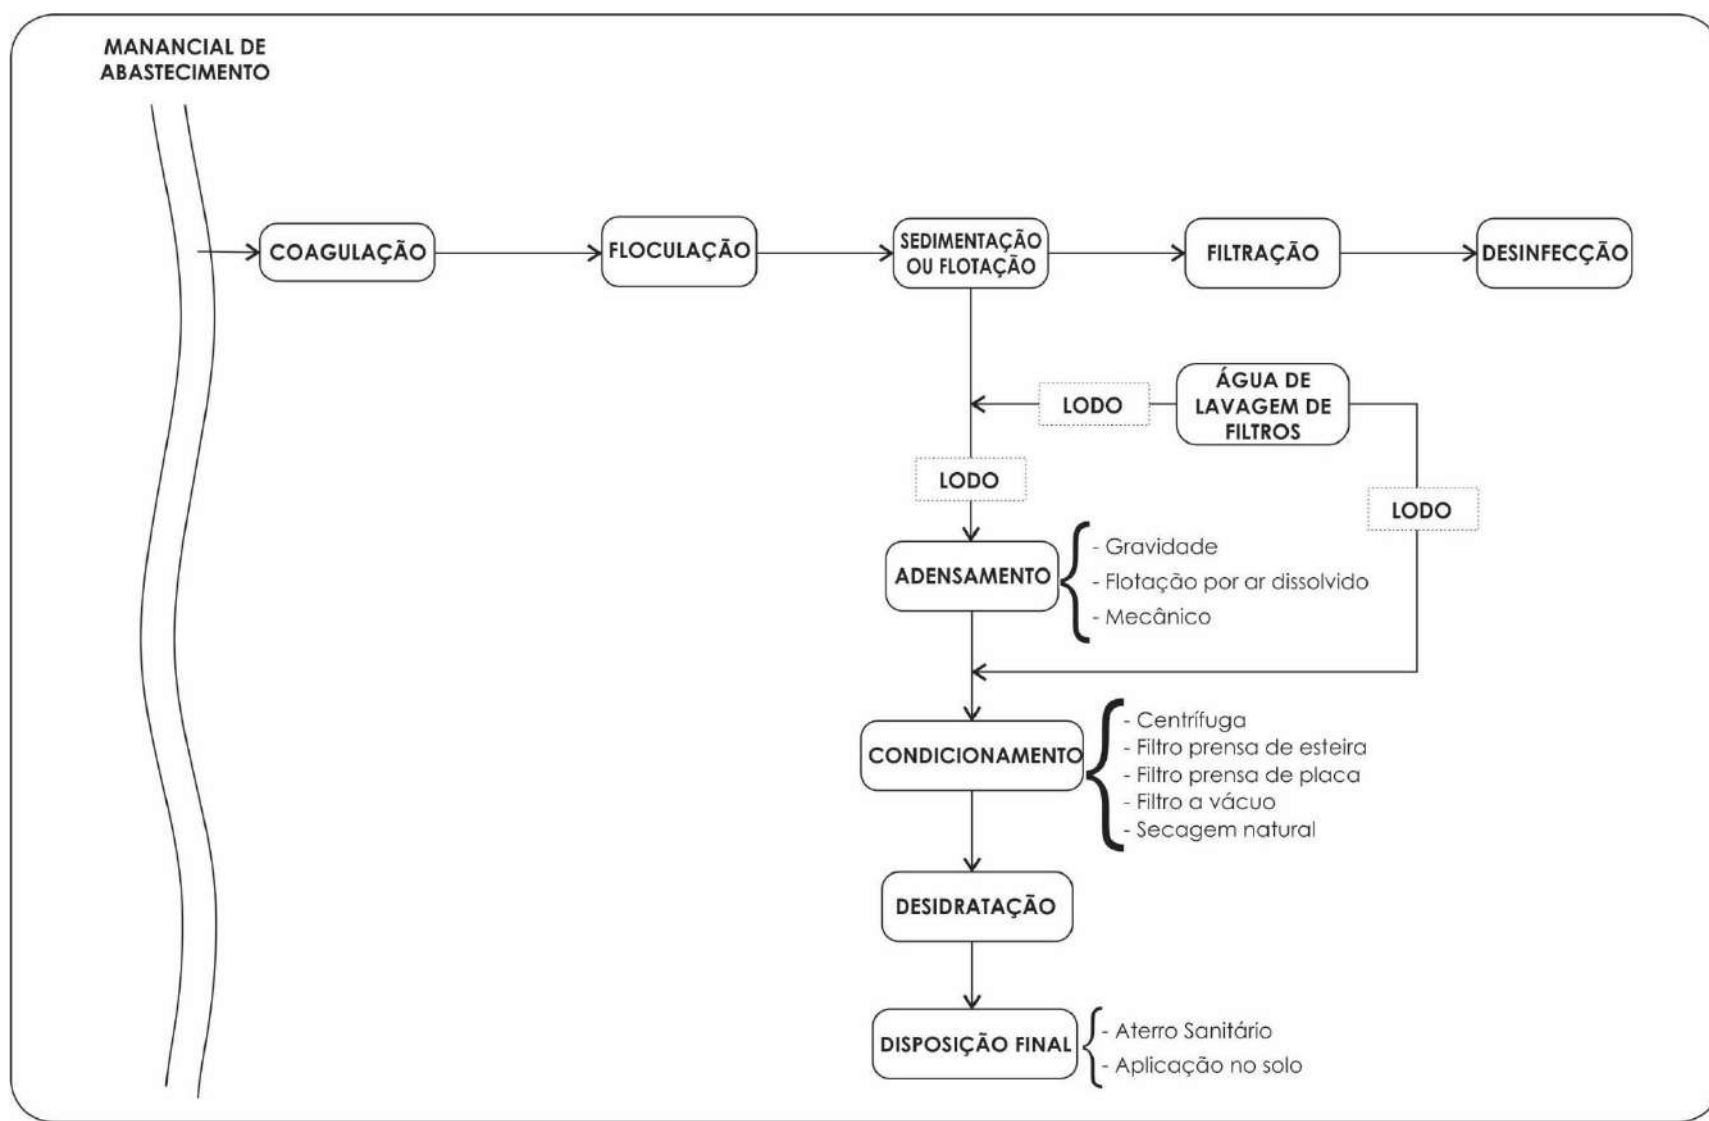 MANANCIAL DE
ABASTECIMENTO
COAGULAÇÃO
FLOCULAÇÃO
SEDIMENTAÇÃO
OU FLOTAÇÃO
FILTRAÇÃO
DESINFECÇÃO
ÁGUA DE
LAVAGEM DE
FILTROS
LODO
LODO
LODO
ADENSAMENTO
- Gravidade
- Flotação por ar dissolvido
- Mecânico
CONDICIONAMENTO
- Centrífuga
- Filtro prensa de esteira
- Filtro prensa de placa
- Filtro a vácuo
- Secagem natural
DESIDRATAÇÃO
DISPOSIÇÃO FINAL
- Aterro Sanitário
- Aplicação no solo